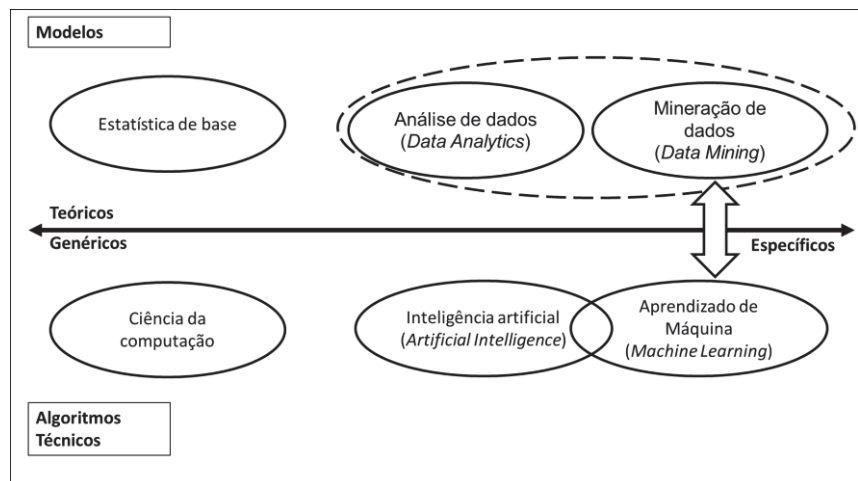 Modelos
Estatística de base
Análise de dados
(Data Analytics)
Mineração de
dados
(Data Mining)
Teóricos
Genéricos
Específicos
Ciência da
computação
Inteligência artificial
(Artificial Intelligence)
Aprendizado de
Máquina
(Machine Learning)
Algoritmos
Técnicos